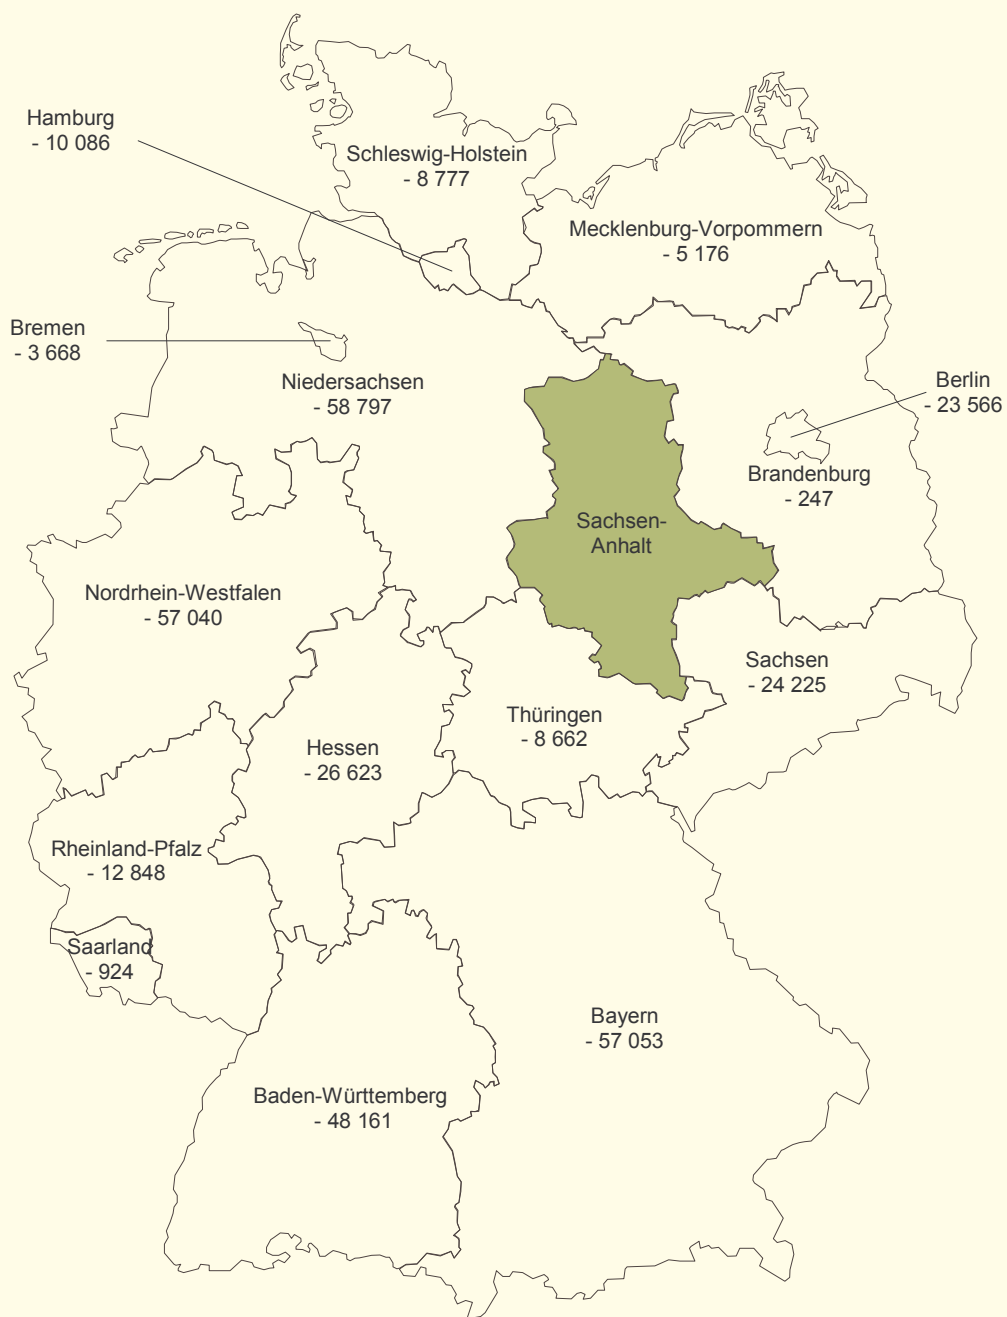 Hamburg
- 10 086
Schleswig-Holstein
- 8 777
Mecklenburg-Vorpommern
- 5 176
Bremen
- 3 668
Niedersachsen
- 58 797
Berlin
- 23 566
Brandenburg
- 247
Sachsen-
Anhalt
Nordrhein-Westfalen
- 57 040
Sachsen
- 24 225
Thüringen
- 8 662
Hessen
- 26 623
Rheinland-Pfalz
- 12 848
Saarland
- 924
Bayern
- 57 053
Baden-Württemberg
- 48 161